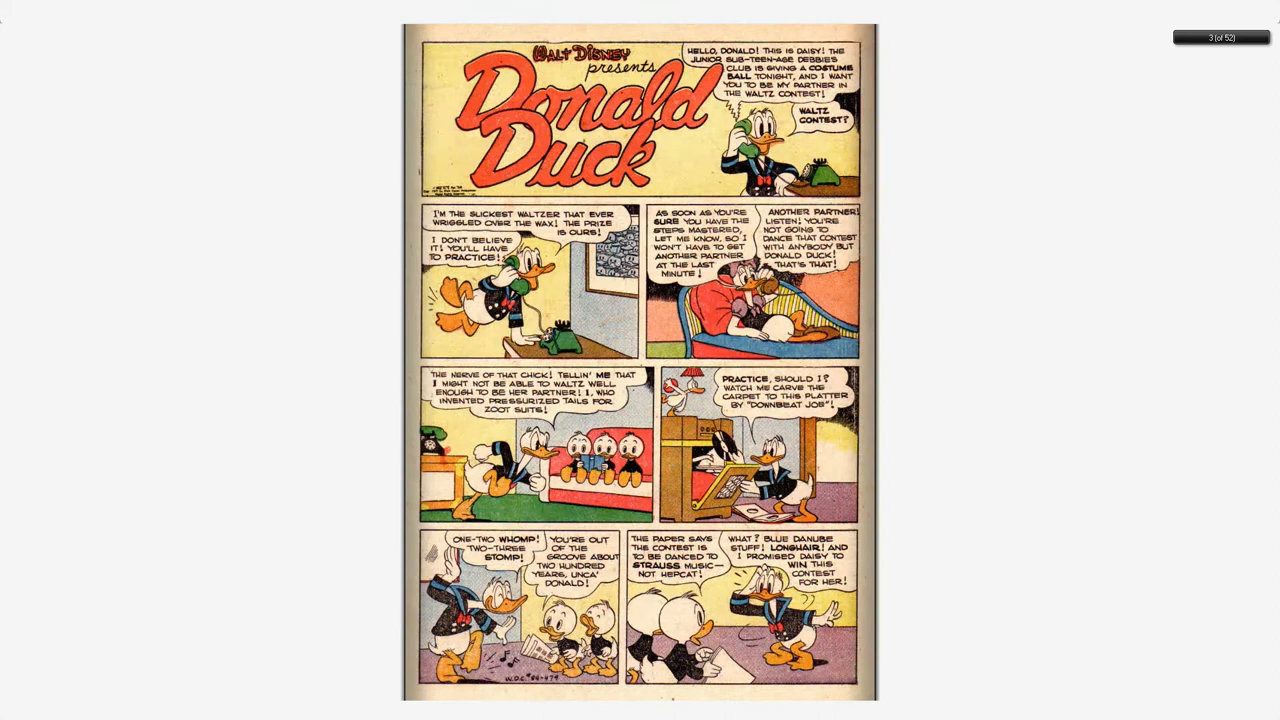 3 (of 52)
WALT DISNEY
presents
Donald
Duck
HELLO, DONALD! THIS IS DAISY! THE
JUNIOR SUB-TEEN-AGE DEBBIES
CLUB IS GIVING A COSTUME
BALL TONIGHT, AND I WANT
YOU TO BE MY PARTNER IN
THE WALTZ CONTEST!
WALTZ
CONTEST?
I'M THE SLICKEST WALTZER THAT EVER
WRIGGLED OVER THE WAX! THE PRIZE
IS OURS!
I DON'T BELIEVE
IT! YOU'LL HAVE
TO PRACTICE!
AS SOON AS YOU'RE
SURE YOU HAVE THE
STEPS MASTERED,
LET ME KNOW, SO I
WON'T HAVE TO GET
ANOTHER PARTNER
AT THE LAST
MINUTE!
ANOTHER PARTNER!
LISTEN! YOU'RE
NOT GOING TO
DANCE THAT CONTEST
WITH ANYBODY BUT
DONALD DUCK!
THAT'S THAT!
THE NERVE OF THAT CHICK! TELLIN' ME THAT
I MIGHT NOT BE ABLE TO WALTZ WELL
ENOUGH TO BE HER PARTNER! I, WHO
INVENTED PRESSURIZED TAILS FOR
ZOOT SUITS!
PRACTICE, SHOULD I?
WATCH ME CARVE THE
CARPET TO THIS PLATTER
BY "DOWNBEAT JOE"!
ONE-TWO WHOMP!
TWO-THREE
STOMP!
YOU'RE OUT
OF THE
GROOVE ABOUT
TWO HUNDRED
YEARS, UNCA'
DONALD!
W.D.C. #84-479
THE PAPER SAYS
THE CONTEST IS
TO BE DANCED TO
STRAUSS MUSIC—
NOT HEPCAT!
WHAT? BLUE DANUBE
STUFF! LONGHAIR! AND
I PROMISED DAISY TO
WIN THIS
CONTEST
FOR HER!